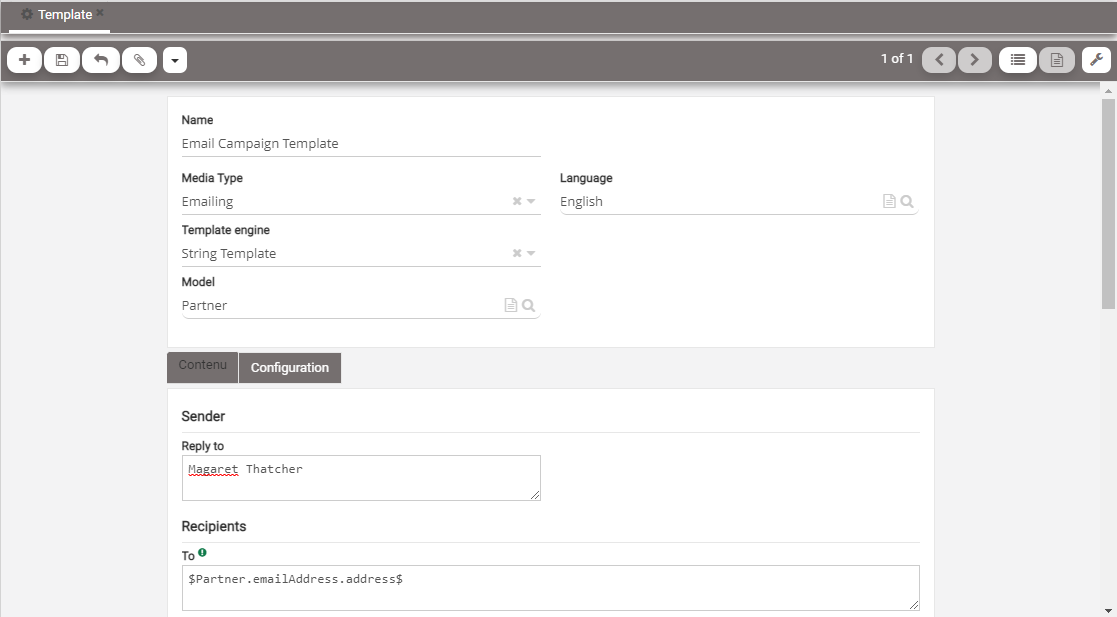 Template
1 of 1
Name
Email Campaign Template
Media Type
Language
Emailing
English
Template engine
String Template
Model
Partner
Contenu
Configuration
Sender
Reply to
Magaret Thatcher
Recipients
To
$Partner.emailAddress.address$